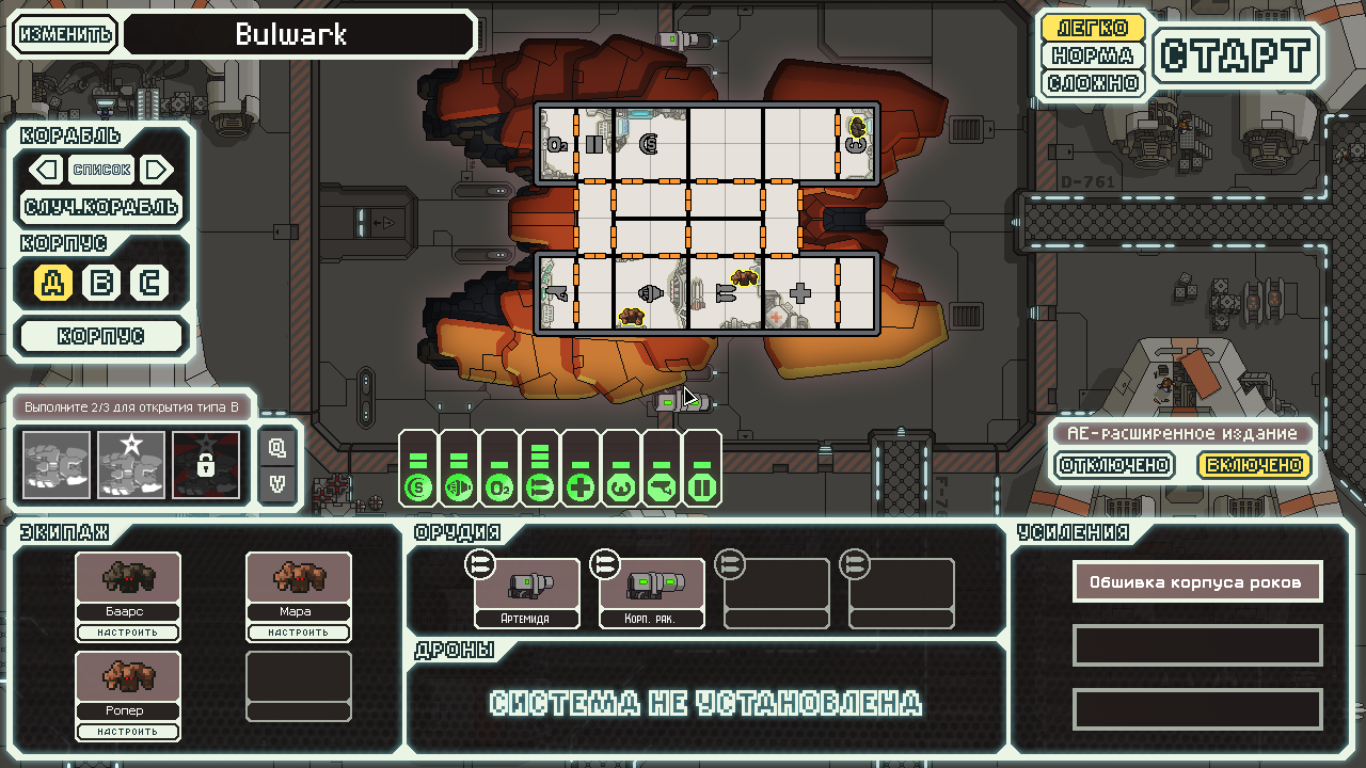 ИЗМЕНИТЬ
Bulwark
ЛЕГКО
НОРМА
СЛОЖНО
СТАРТ
КОРАБЛЬ
СПИСОК
СЛУЧ.КОРАБЛЬ
КОРПУС
A B C
КОРПУС
D-761
Выполните 2/3 для открытия типа B
АЕ-расширенное издание
ОТКЛЮЧЕНО
ВКЛЮЧЕНО
ЭКИПАЖ
Баарс
НАСТРОИТЬ
Мара
НАСТРОИТЬ
Ропер
НАСТРОИТЬ
ОРУДИЯ
Артемида
Корп. рак.
ДРОНЫ
СИСТЕМА НЕ УСТАНОВЛЕНА
УСИЛЕНИЯ
Обшивка корпуса роков